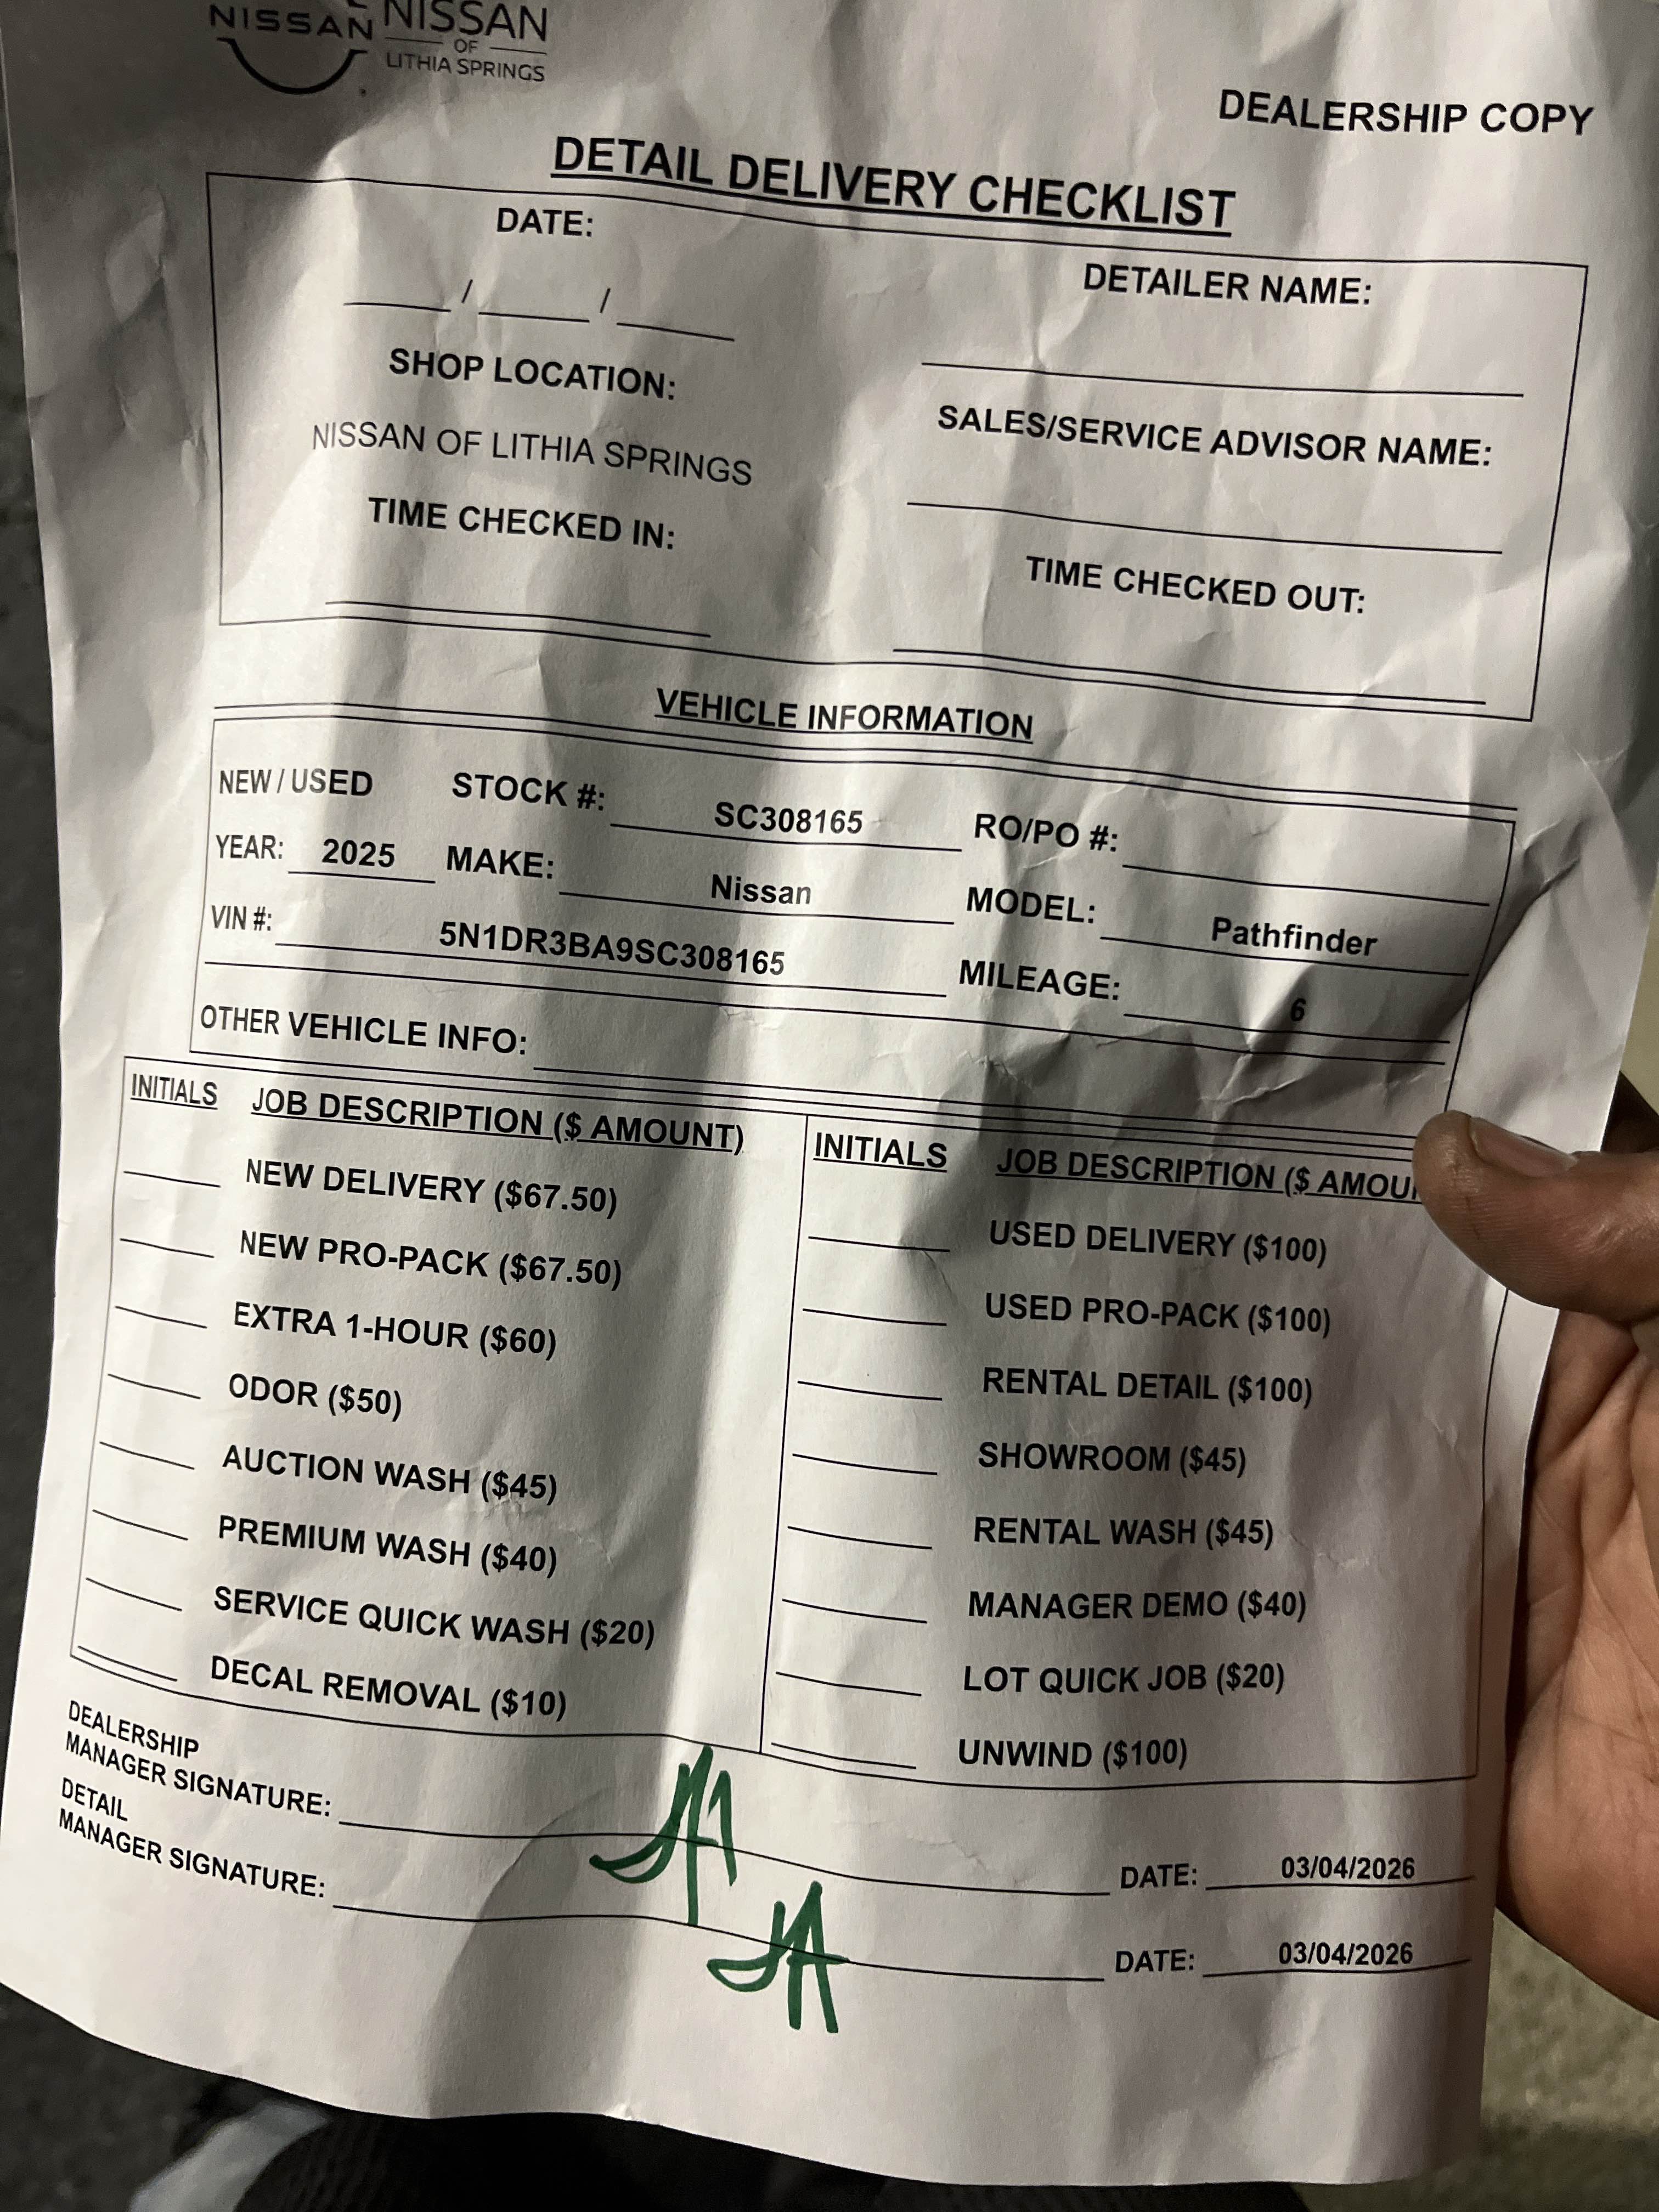 NISSAN
NISSAN
OF
LITHIA SPRINGS
DEALERSHIP COPY
DETAIL DELIVERY CHECKLIST
DATE:
/ /
DETAILER NAME:
SHOP LOCATION:
NISSAN OF LITHIA SPRINGS
SALES/SERVICE ADVISOR NAME:
TIME CHECKED IN:
TIME CHECKED OUT:
VEHICLE INFORMATION
NEW / USED STOCK #: SC308165 RO/PO #:
YEAR: 2025 MAKE: Nissan MODEL: Pathfinder
VIN #: 5N1DR3BA9SC308165 MILEAGE: 6
OTHER VEHICLE INFO:
INITIALS JOB DESCRIPTION ($ AMOUNT)
NEW DELIVERY ($67.50)
NEW PRO-PACK ($67.50)
EXTRA 1-HOUR ($60)
ODOR ($50)
AUCTION WASH ($45)
PREMIUM WASH ($40)
SERVICE QUICK WASH ($20)
DECAL REMOVAL ($10)
INITIALS JOB DESCRIPTION ($ AMOU
USED DELIVERY ($100)
USED PRO-PACK ($100)
RENTAL DETAIL ($100)
SHOWROOM ($45)
RENTAL WASH ($45)
MANAGER DEMO ($40)
LOT QUICK JOB ($20)
UNWIND ($100)
DEALERSHIP
MANAGER SIGNATURE: DATE: 03/04/2026
DETAIL
MANAGER SIGNATURE: JA DATE: 03/04/2026